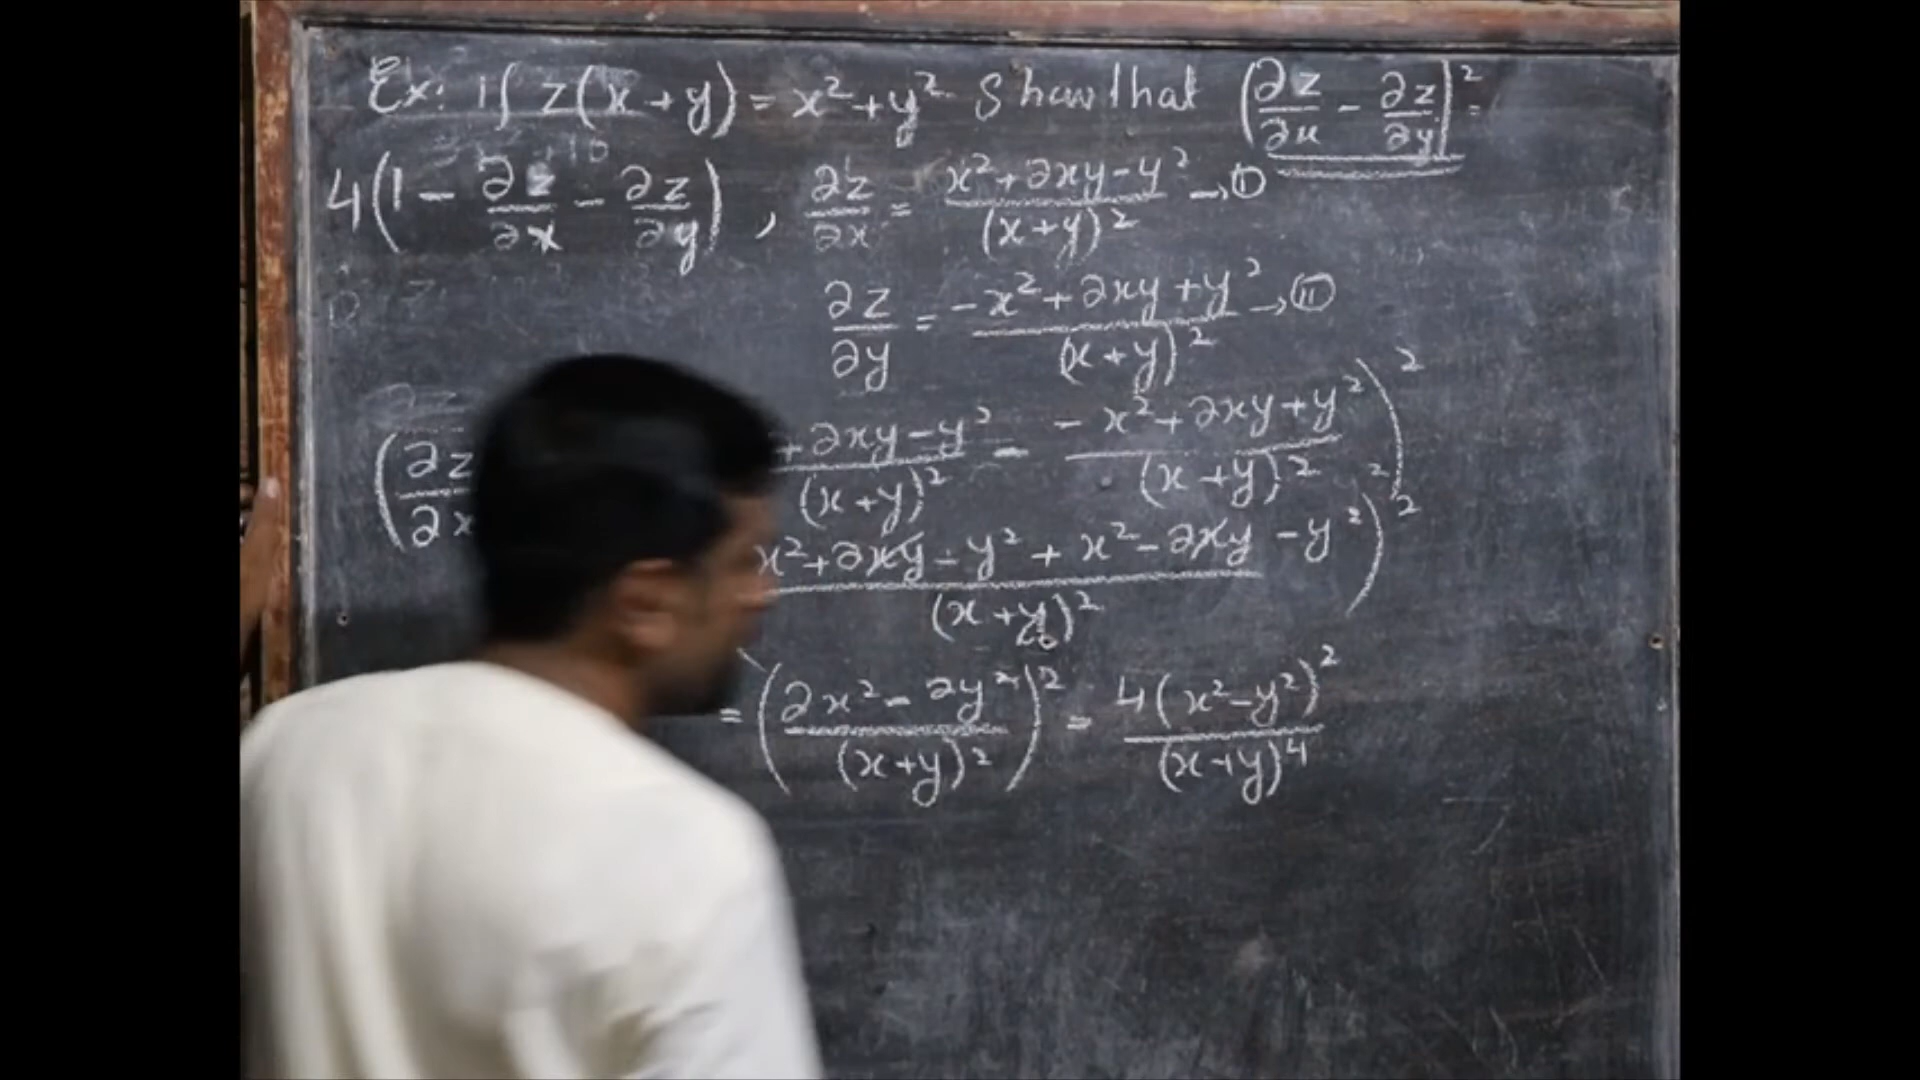 Ex: if z(x+y) = x²+y² Show that (∂z/∂x - ∂z/∂y)² =
4(1 - ∂z/∂x - ∂z/∂y), ∂z/∂x = (x²+2xy-y²)/(x+y)² → (I)
∂z/∂y = (-x²+2xy+y²)/(x+y)² → (II)
(∂z/∂x + 2xy-y²/(x+y)² - (-x²+2xy+y²)/(x+y)²)²
(x²+2xy-y²+x²-2xy-y²)/(x+y)²)²
= ((2x²-2y²)/(x+y)²)² = 4(x²-y²)²/(x+y)⁴